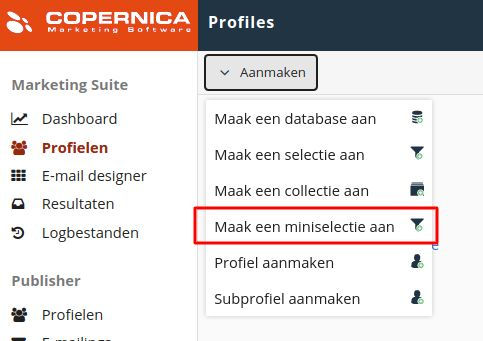 COPERNICA
Marketing Software
Profiles
Aanmaken
Marketing Suite
Dashboard
Profielen
E-mail designer
Resultaten
Logbestanden
Publisher
Profielen
Maak een database aan
Maak een selectie aan
Maak een collectie aan
Maak een miniselectie aan
Profiel aanmaken
Subprofiel aanmaken